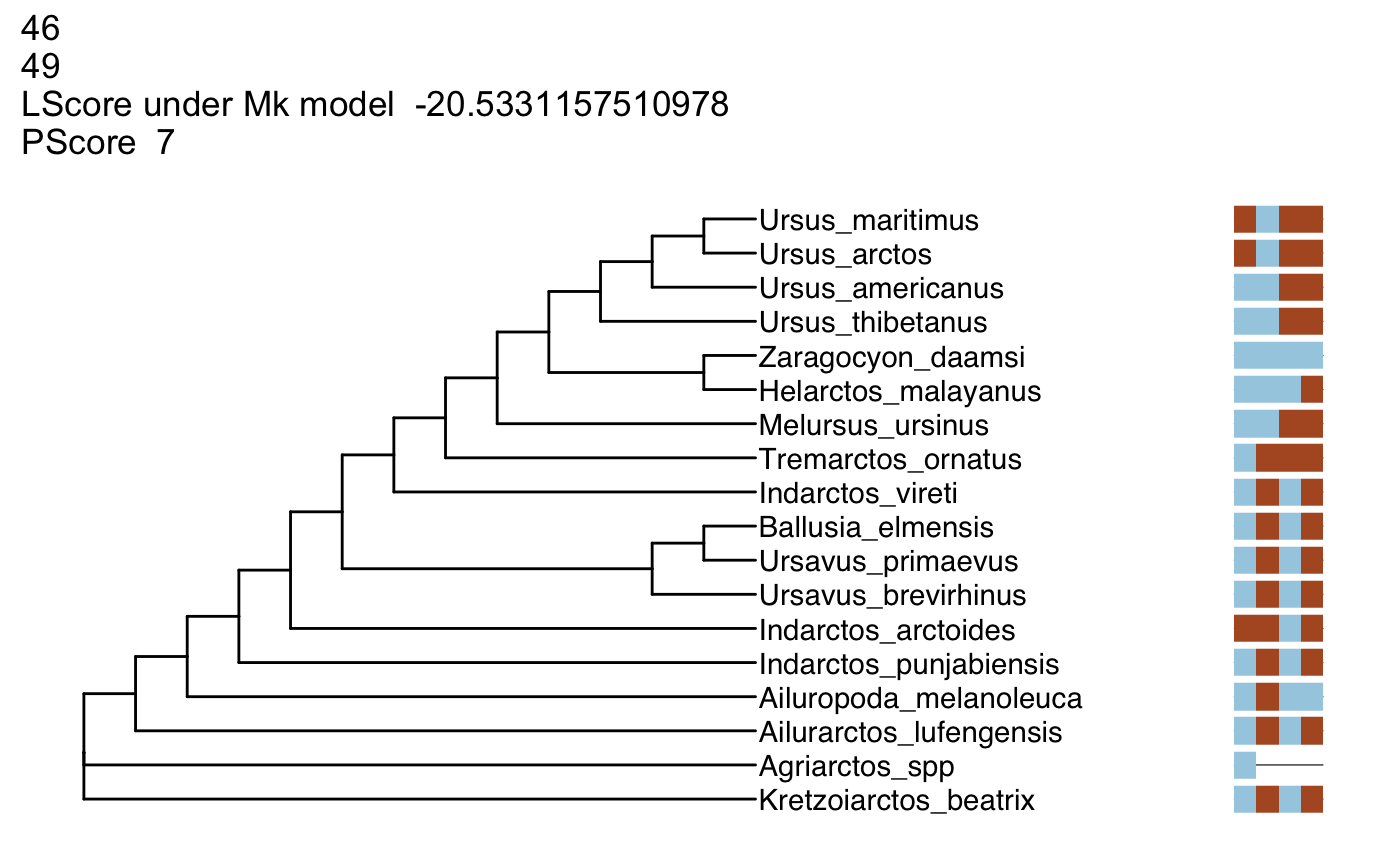 46
49
LScore under Mk model  -20.5331157510978
PScore  7
Ursus_maritimus
Ursus_arctos
Ursus_americanus
Ursus_thibetanus
Zaragocyon_daamsi
Helarctos_malayanus
Melursus_ursinus
Tremarctos_ornatus
Indarctos_vireti
Ballusia_elmensis
Ursavus_primaevus
Ursavus_brevirhinus
Indarctos_arctoides
Indarctos_punjabiensis
Ailuropoda_melanoleuca
Ailurarctos_lufengensis
Agriarctos_spp
Kretzoiarctos_beatrix